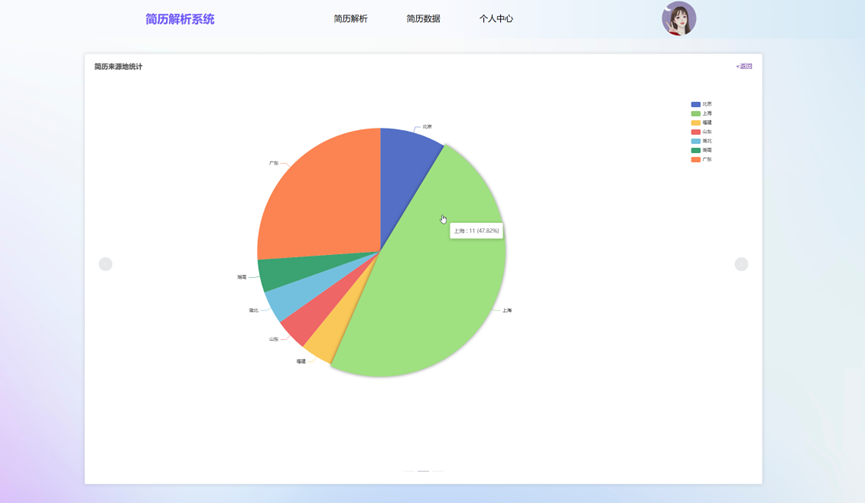 简历解析系统
简历解析
简历数据
个人中心
简历来源地统计
<返回
北京
上海
福建
山东
湖北
湖南
广东
北京
广东
上海 : 11 (47.82%)
湖南
湖北
上海
山东
福建